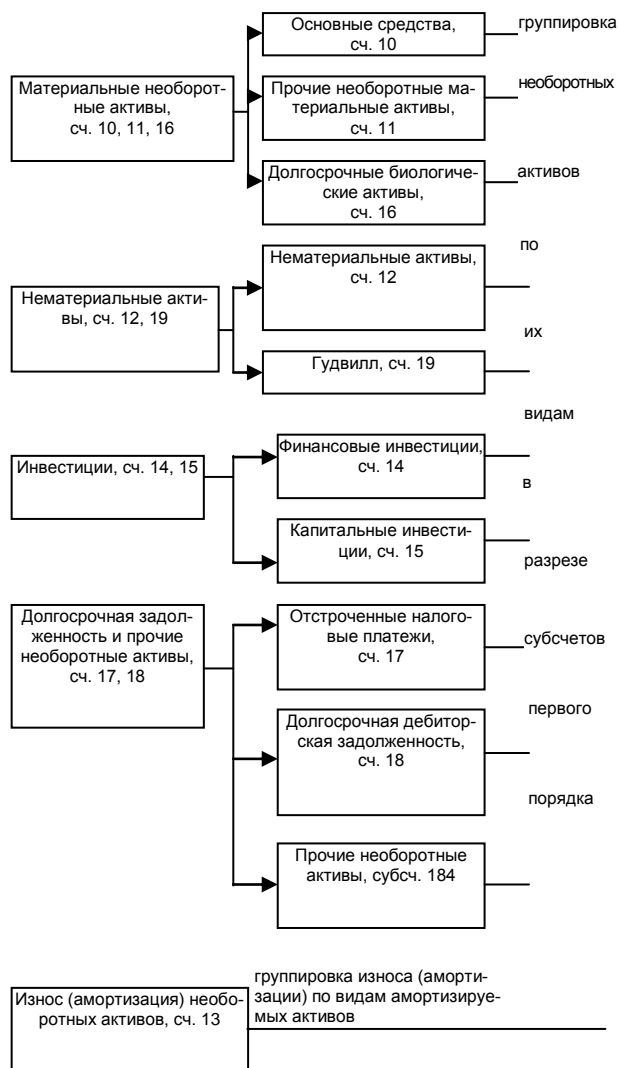 Основные средства,
сч. 10
группировка
Материальные необорот-
ные активы,
сч. 10, 11, 16
Прочие необоротные ма-
териальные активы,
сч. 11
необоротных
Долгосрочные биологиче-
ские активы,
сч. 16
активов
по
Нематериальные активы,
сч. 12
Нематериальные акти-
вы, сч. 12, 19
их
Гудвилл, сч. 19
видам
Финансовые инвестиции,
сч. 14
Инвестиции, сч. 14, 15
в
Капитальные инвести-
ции, сч. 15
разрезе
Долгосрочная задол-
женность и прочие
необоротные активы,
сч. 17, 18
Отстроченные налого-
вые платежи,
сч. 17
субсчетов
первого
Долгосрочная дебитор-
ская задолженность,
сч. 18
порядка
Прочие необоротные
активы, субсч. 184
группировка износа (аморти-
зации) по видам амортизируе-
мых активов
Износ (амортизация) необо-
ротных активов, сч. 13